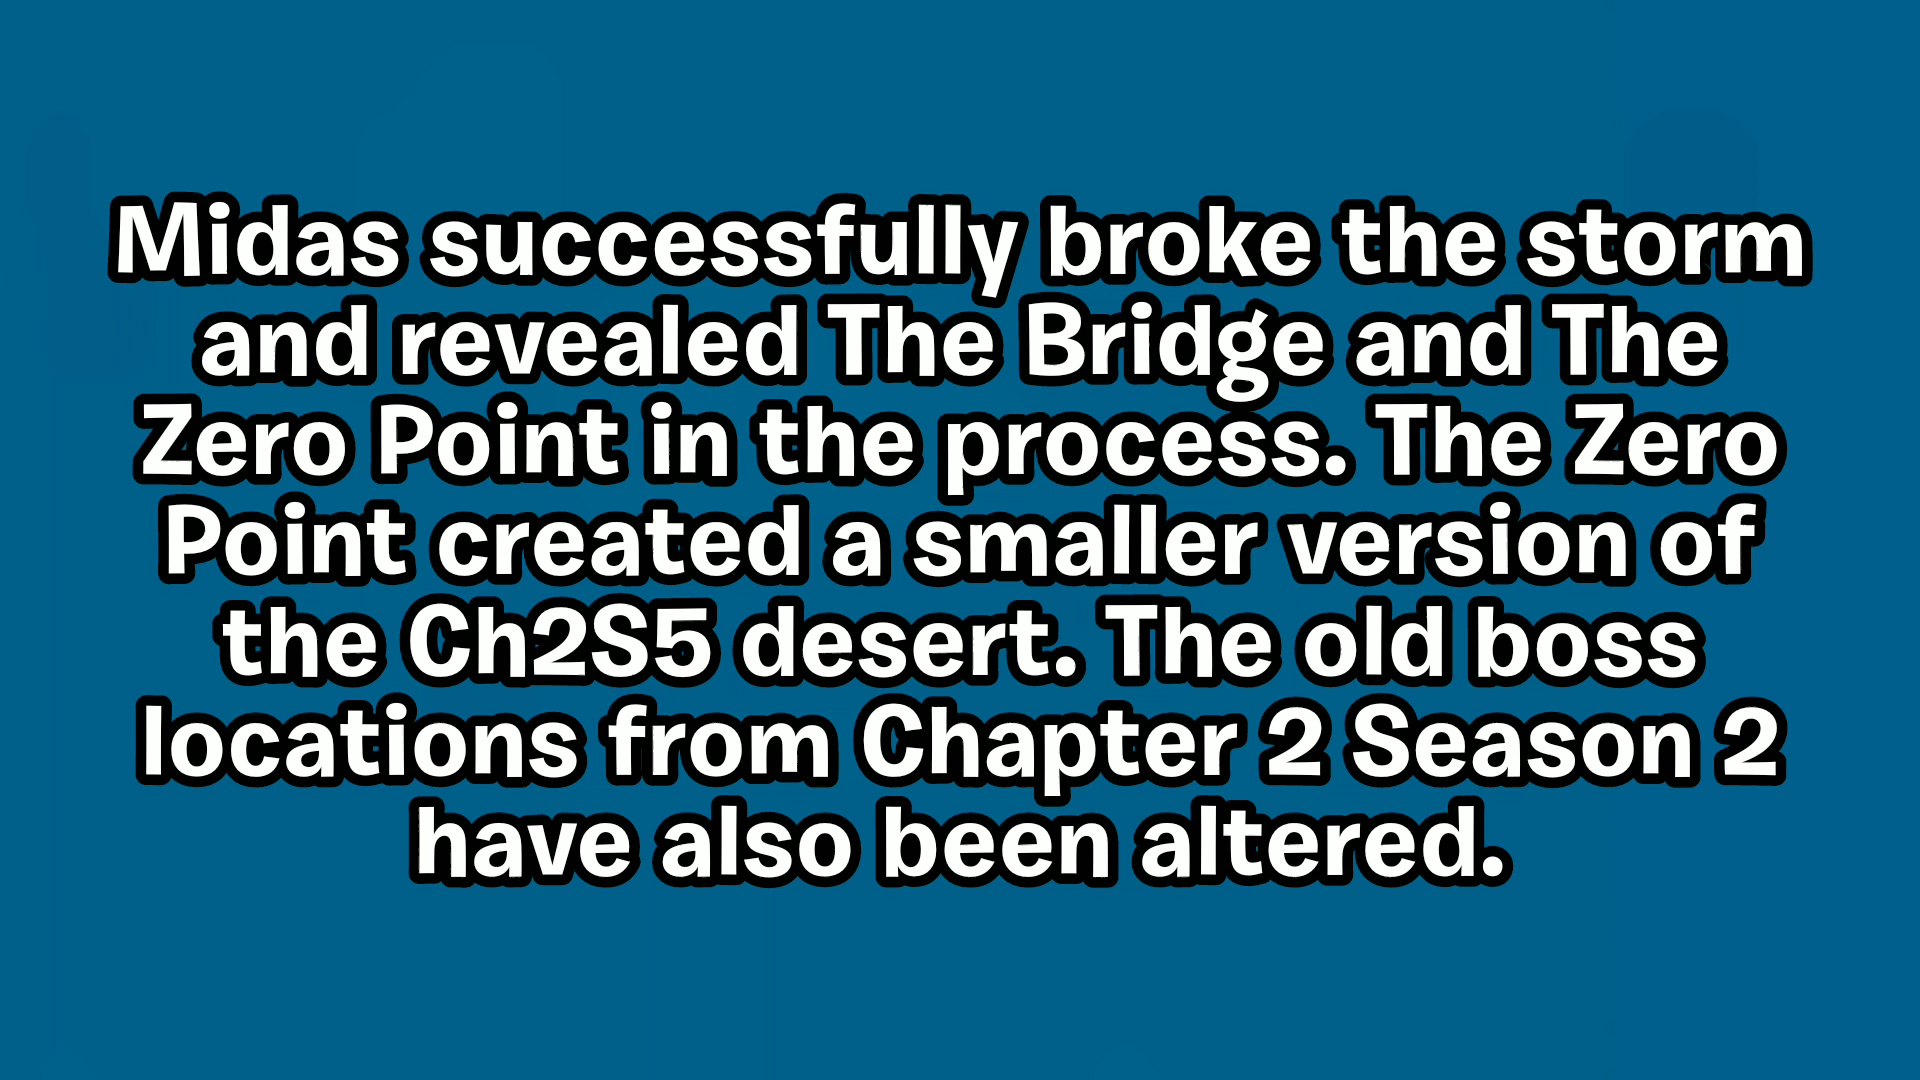 Midas successfully broke the storm
and revealed The Bridge and The
Zero Point in the process. The Zero
Point created a smaller version of
the Ch2S5 desert. The old boss
locations from Chapter 2 Season 2
have also been altered.